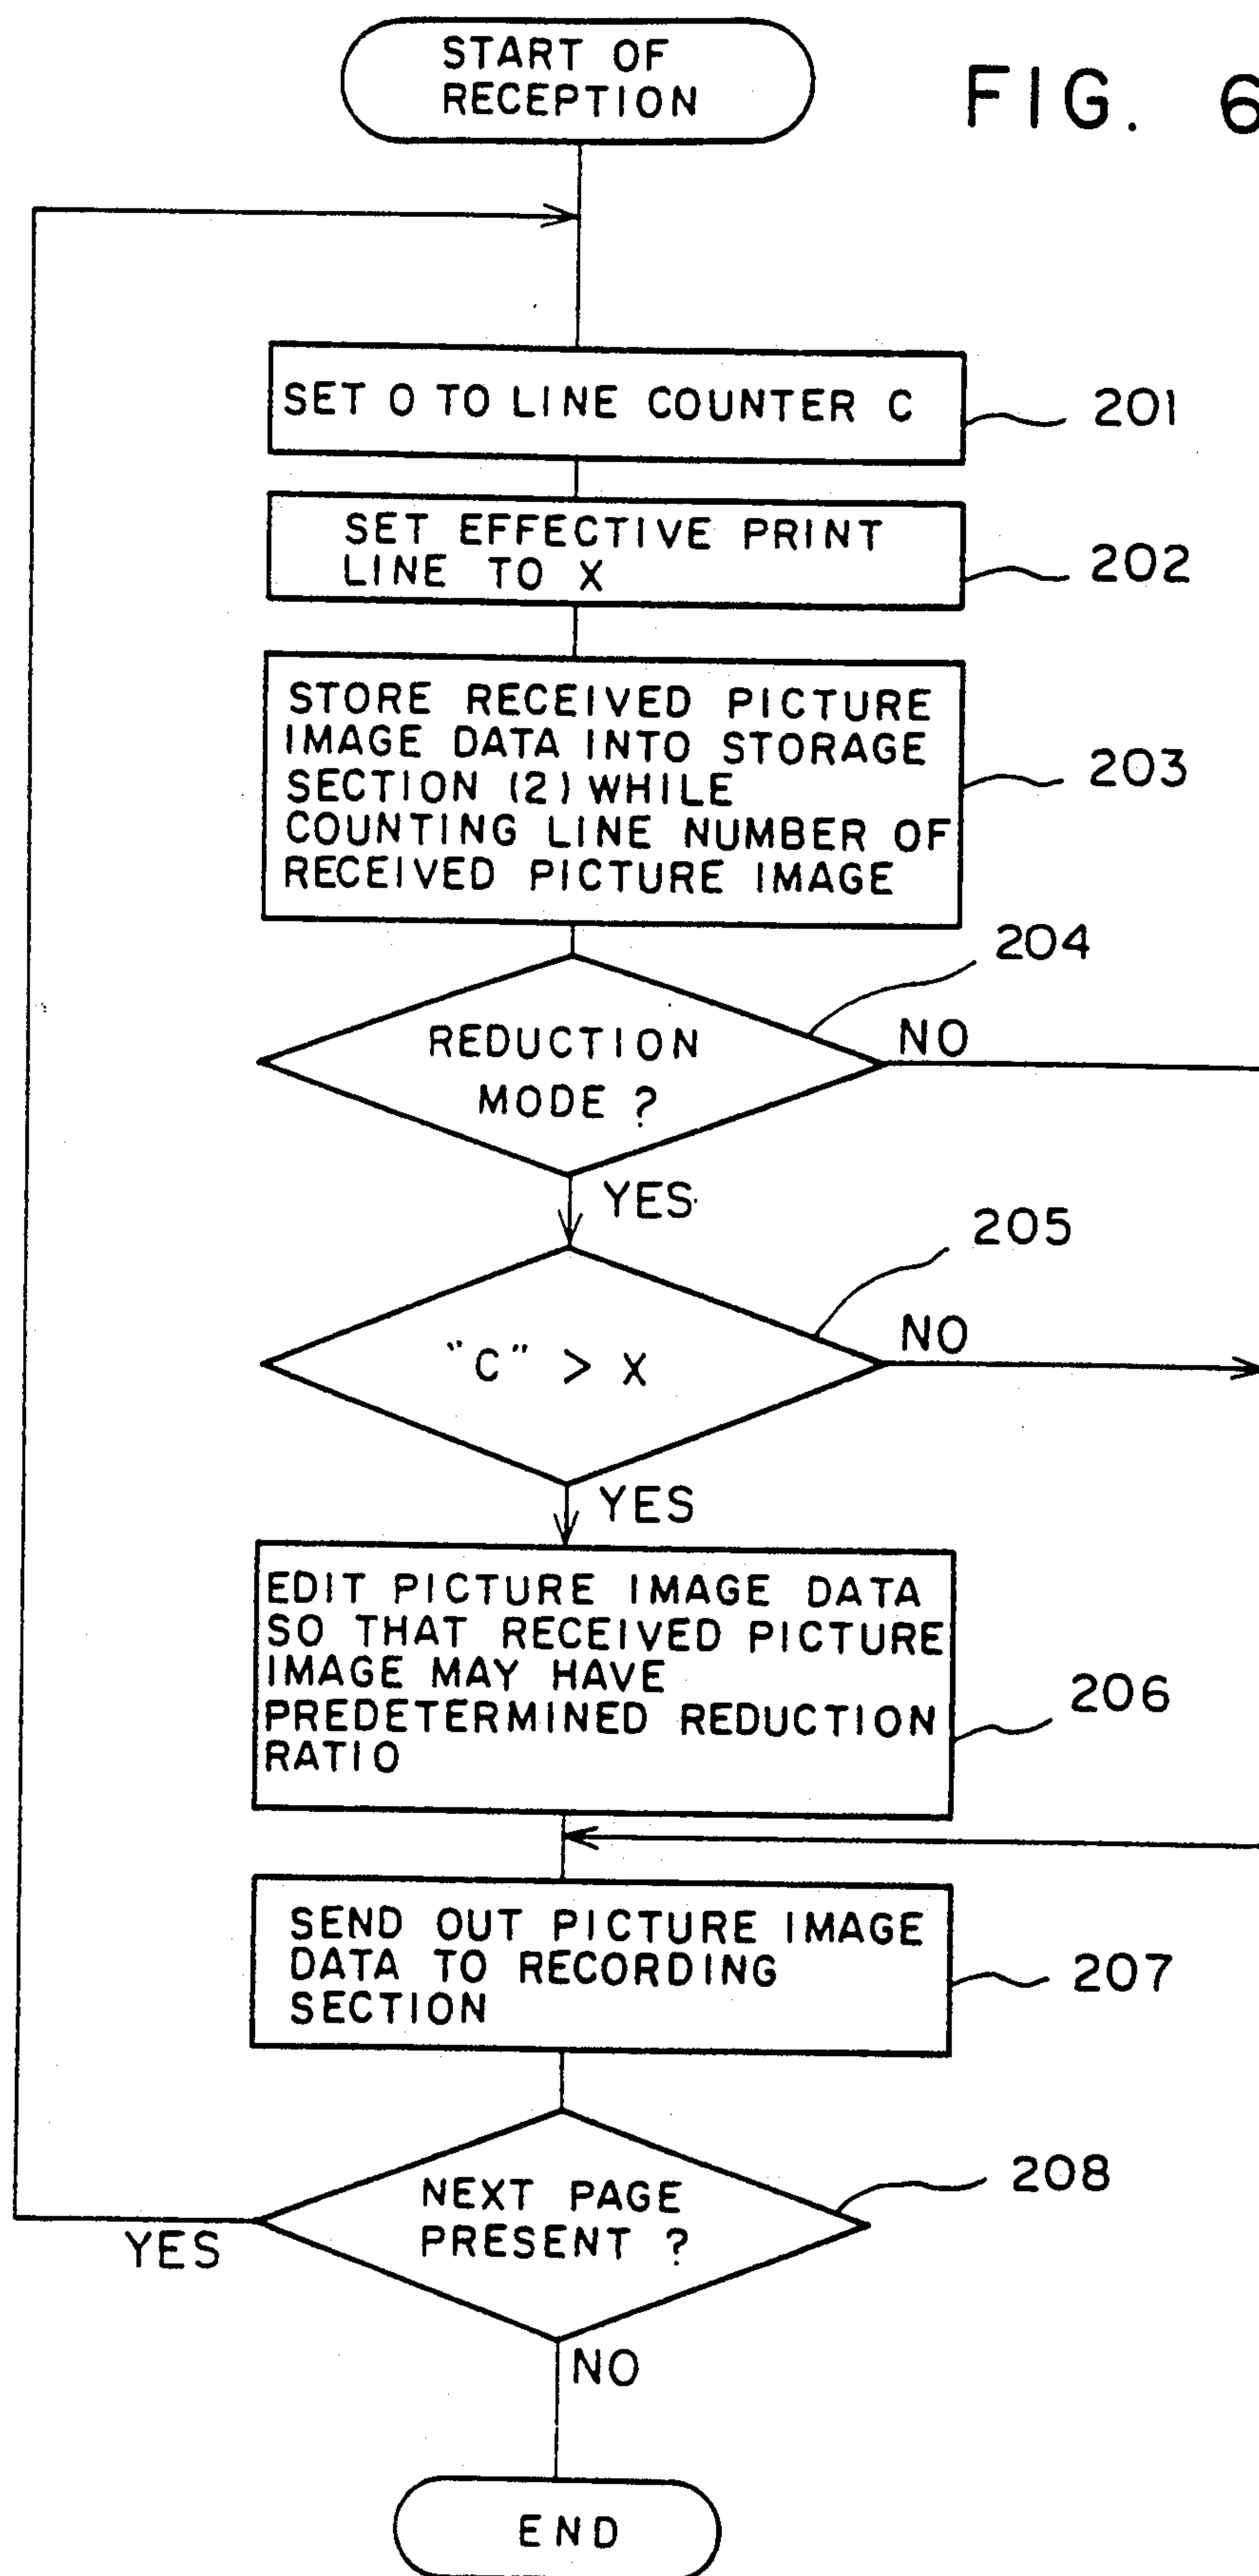 START OF
RECEPTION
FIG. 6
SET 0 TO LINE COUNTER C
201
SET EFFECTIVE PRINT
LINE TO X
202
STORE RECEIVED PICTURE
IMAGE DATA INTO STORAGE
SECTION (2) WHILE
COUNTING LINE NUMBER OF
RECEIVED PICTURE IMAGE
203
204
REDUCTION
MODE ?
NO
YES
205
"C" > X
NO
YES
EDIT PICTURE IMAGE DATA
SO THAT RECEIVED PICTURE
IMAGE MAY HAVE
PREDETERMINED REDUCTION
RATIO
206
SEND OUT PICTURE IMAGE
DATA TO RECORDING
SECTION
207
NEXT PAGE
PRESENT ?
208
YES
NO
END